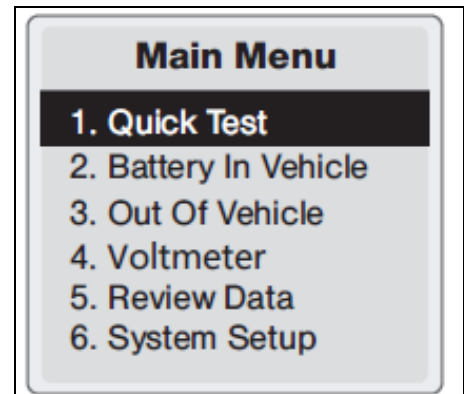 Main Menu
1. Quick Test
2. Battery In Vehicle
3. Out Of Vehicle
4. Voltmeter
5. Review Data
6. System Setup